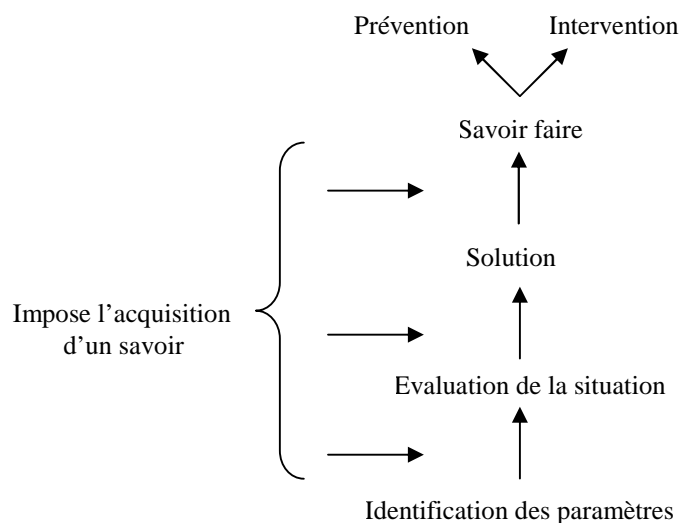 Prévention Intervention
Savoir faire
Solution
Impose l’acquisition
d’un savoir
Evaluation de la situation
Identification des paramètres